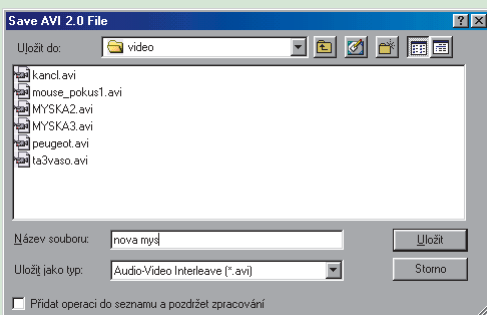 Save AVI 2.0 File
Uložit do: video
kancl.avi
mouse_pokus1.avi
MYSKA2.avi
MYSKA3.avi
peugeot.avi
ta3vaso.avi
Název souboru: nova mys Uložit
Uložit jako typ: Audio-Video Interleave (*.avi) Storno
Přidat operaci do seznamu a pozdržet zpracování